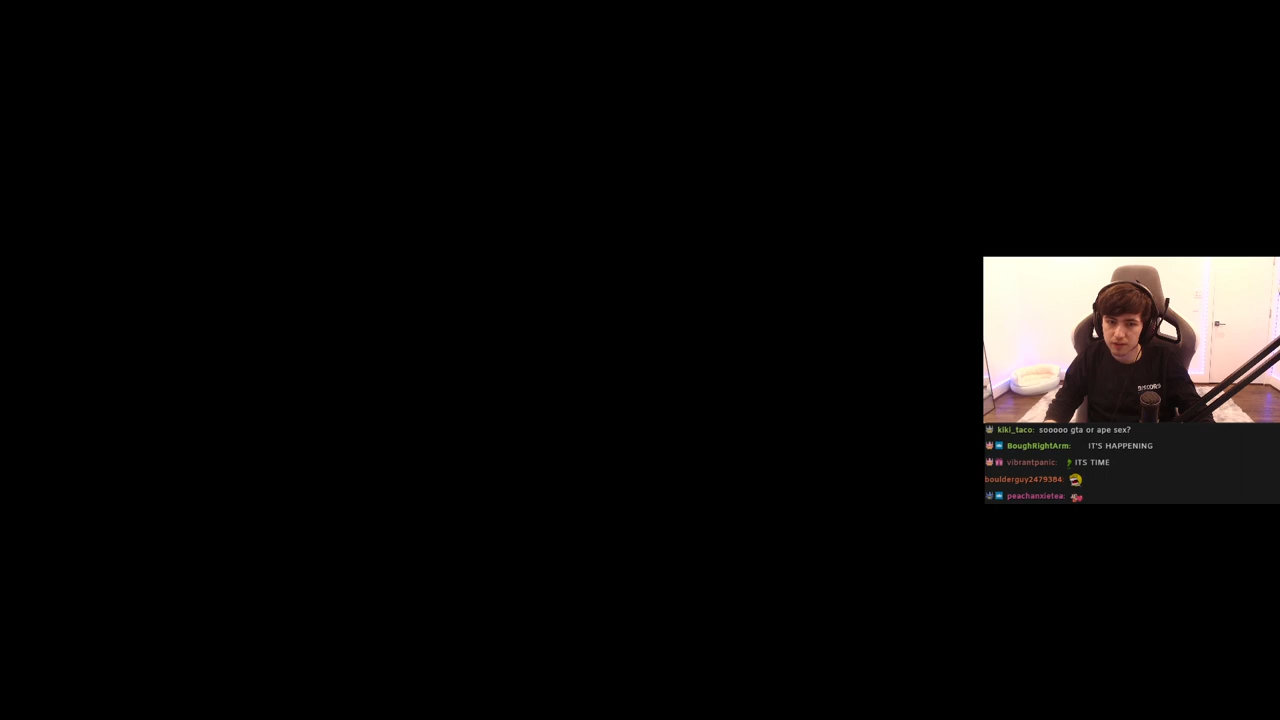 kiki_taco: sooooo gta or ape sex?
BoughRightArm: IT'S HAPPENING
vibrantpanic: ITS TIME
boulderguy2479384:
peachanxietea: